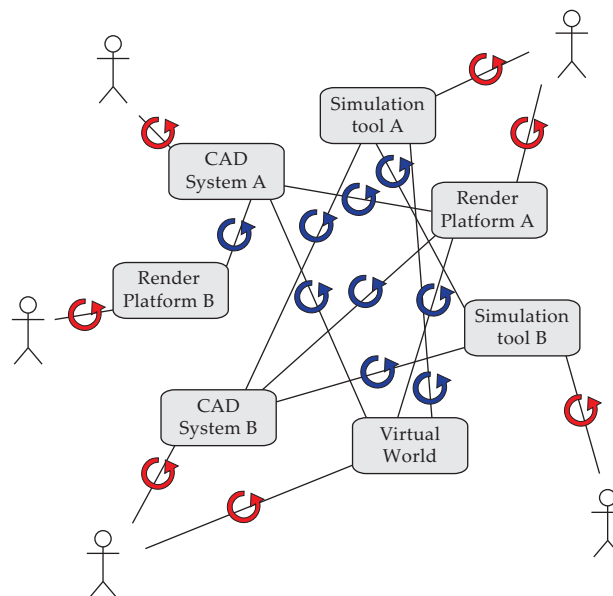 Simulation
tool A
CAD
System A
Render
Platform A
Render
Platform B
Simulation
tool B
CAD
System B
Virtual
World